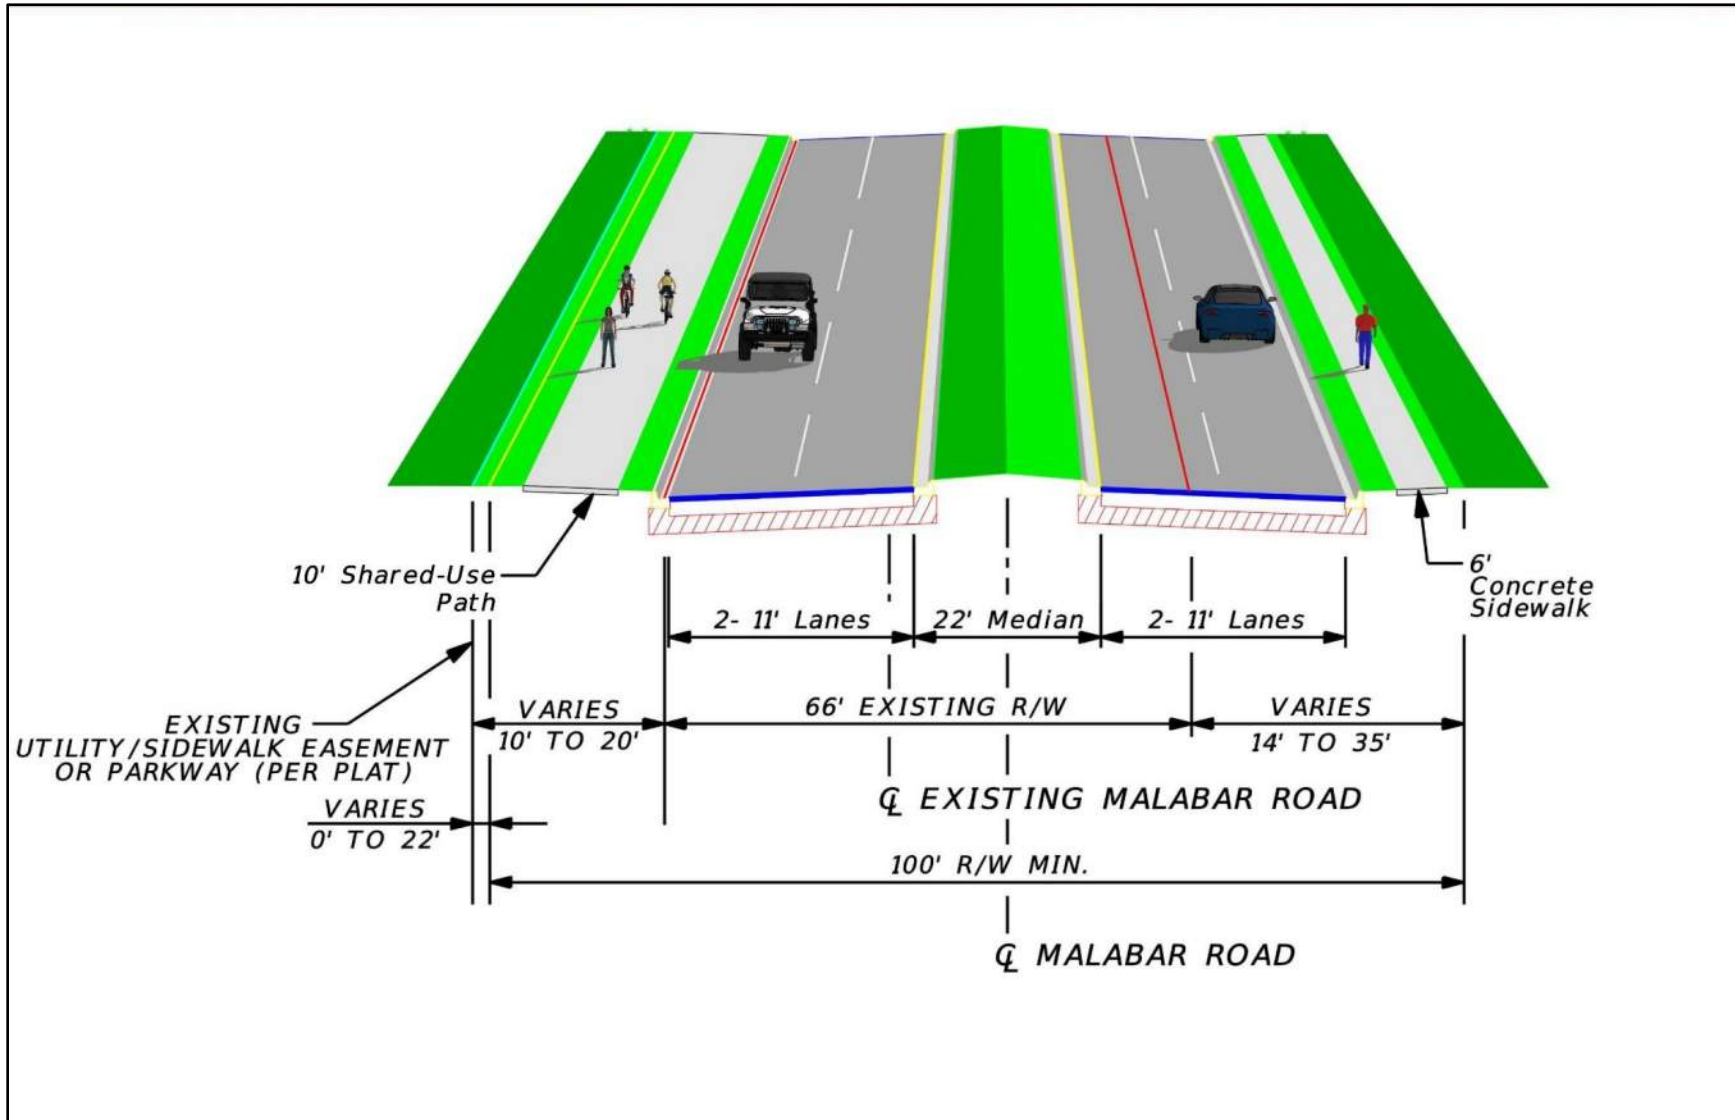 10' Shared-Use
Path
6'
Concrete
Sidewalk
2- 11' Lanes
22' Median
2- 11' Lanes
EXISTING
UTILITY/SIDEWALK EASEMENT
OR PARKWAY (PER PLAT)
VARIES
10' TO 20'
66' EXISTING R/W
VARIES
14' TO 35'
VARIES
0' TO 22'
℄ EXISTING MALABAR ROAD
100' R/W MIN.
℄ MALABAR ROAD